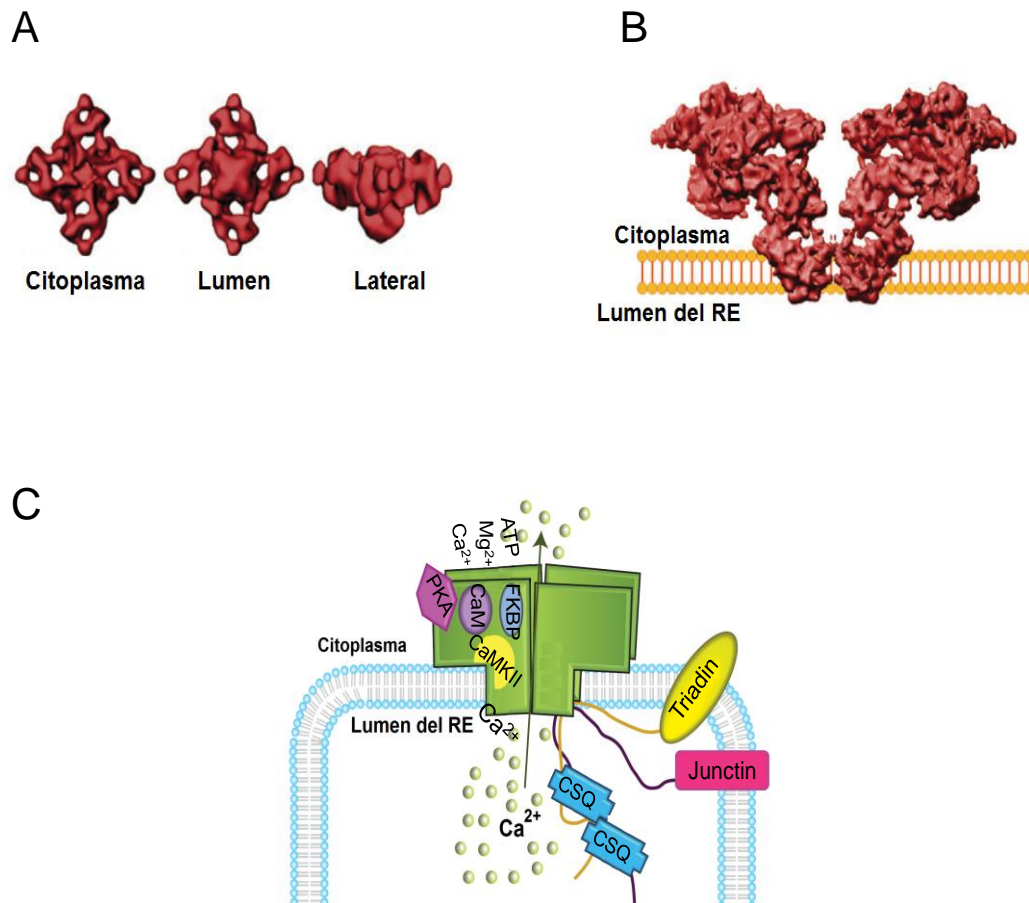 A
B
Citoplasma
Lumen
Lateral
Citoplasma
Lumen del RE
C
Ca²⁺
Mg²⁺
ATP
PKA
CaM
FKBP
CaMKII
Citoplasma
Lumen del RE
Ca²⁺
Triadin
Junctin
CSQ
Ca²⁺
CSQ